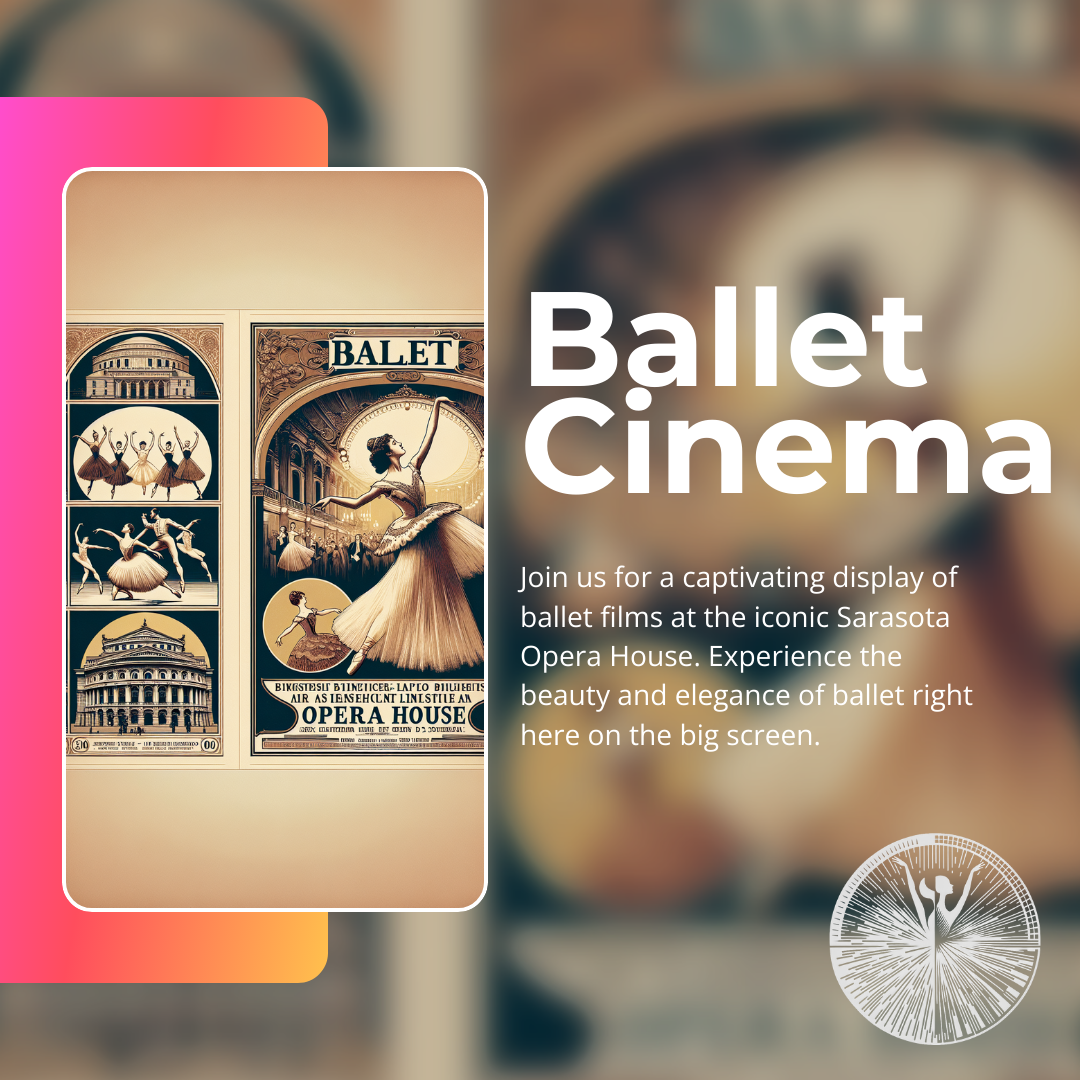 BALET
OPERA HOUSE
Ballet
Cinema
Join us for a captivating display of
ballet films at the iconic Sarasota
Opera House. Experience the
beauty and elegance of ballet right
here on the big screen.